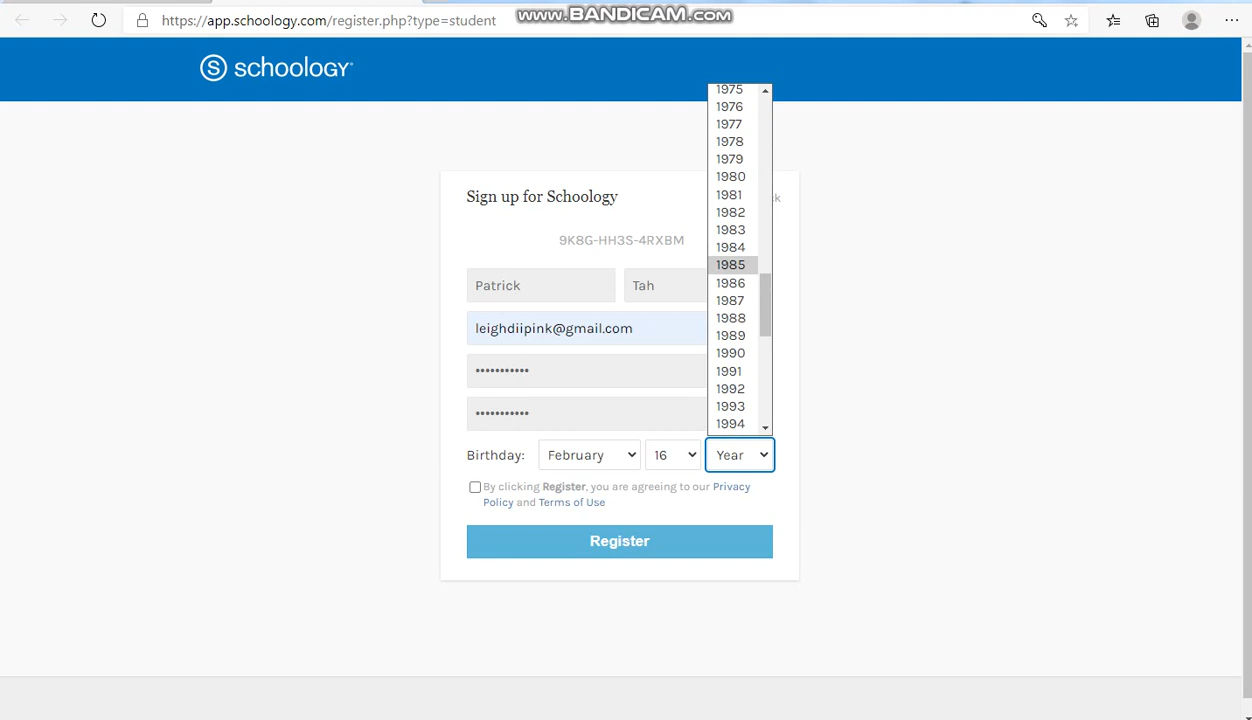 https://app.schoology.com/register.php?type=student
www.BANDICAM.com
S schoology®
Sign up for Schoology
9K8G-HH3S-4RXBM
Patrick
Tah
leighdiipink@gmail.com
•••••••••••
•••••••••••
1975
1976
1977
1978
1979
1980
1981
1982
1983
1984
1985
1986
1987
1988
1989
1990
1991
1992
1993
1994
Birthday: February 16 Year
By clicking Register, you are agreeing to our Privacy
Policy and Terms of Use
Register